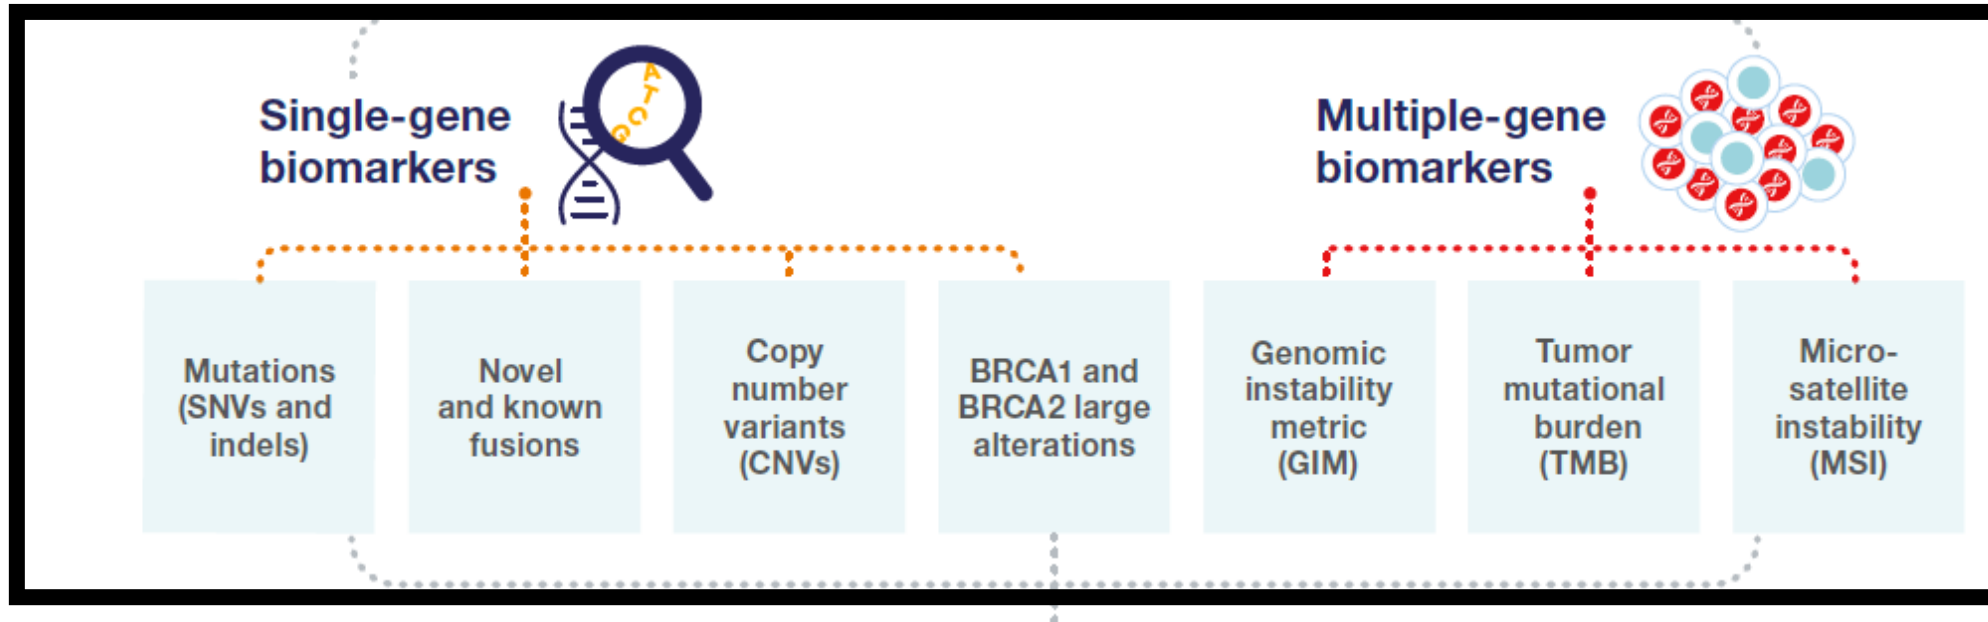 Single-gene
biomarkers
A
T
C
G
Multiple-gene
biomarkers
Mutations
(SNVs and
indels)
Novel
and known
fusions
Copy
number
variants
(CNVs)
BRCA1 and
BRCA2 large
alterations
Genomic
instability
metric
(GIM)
Tumor
mutational
burden
(TMB)
Micro-
satellite
instability
(MSI)